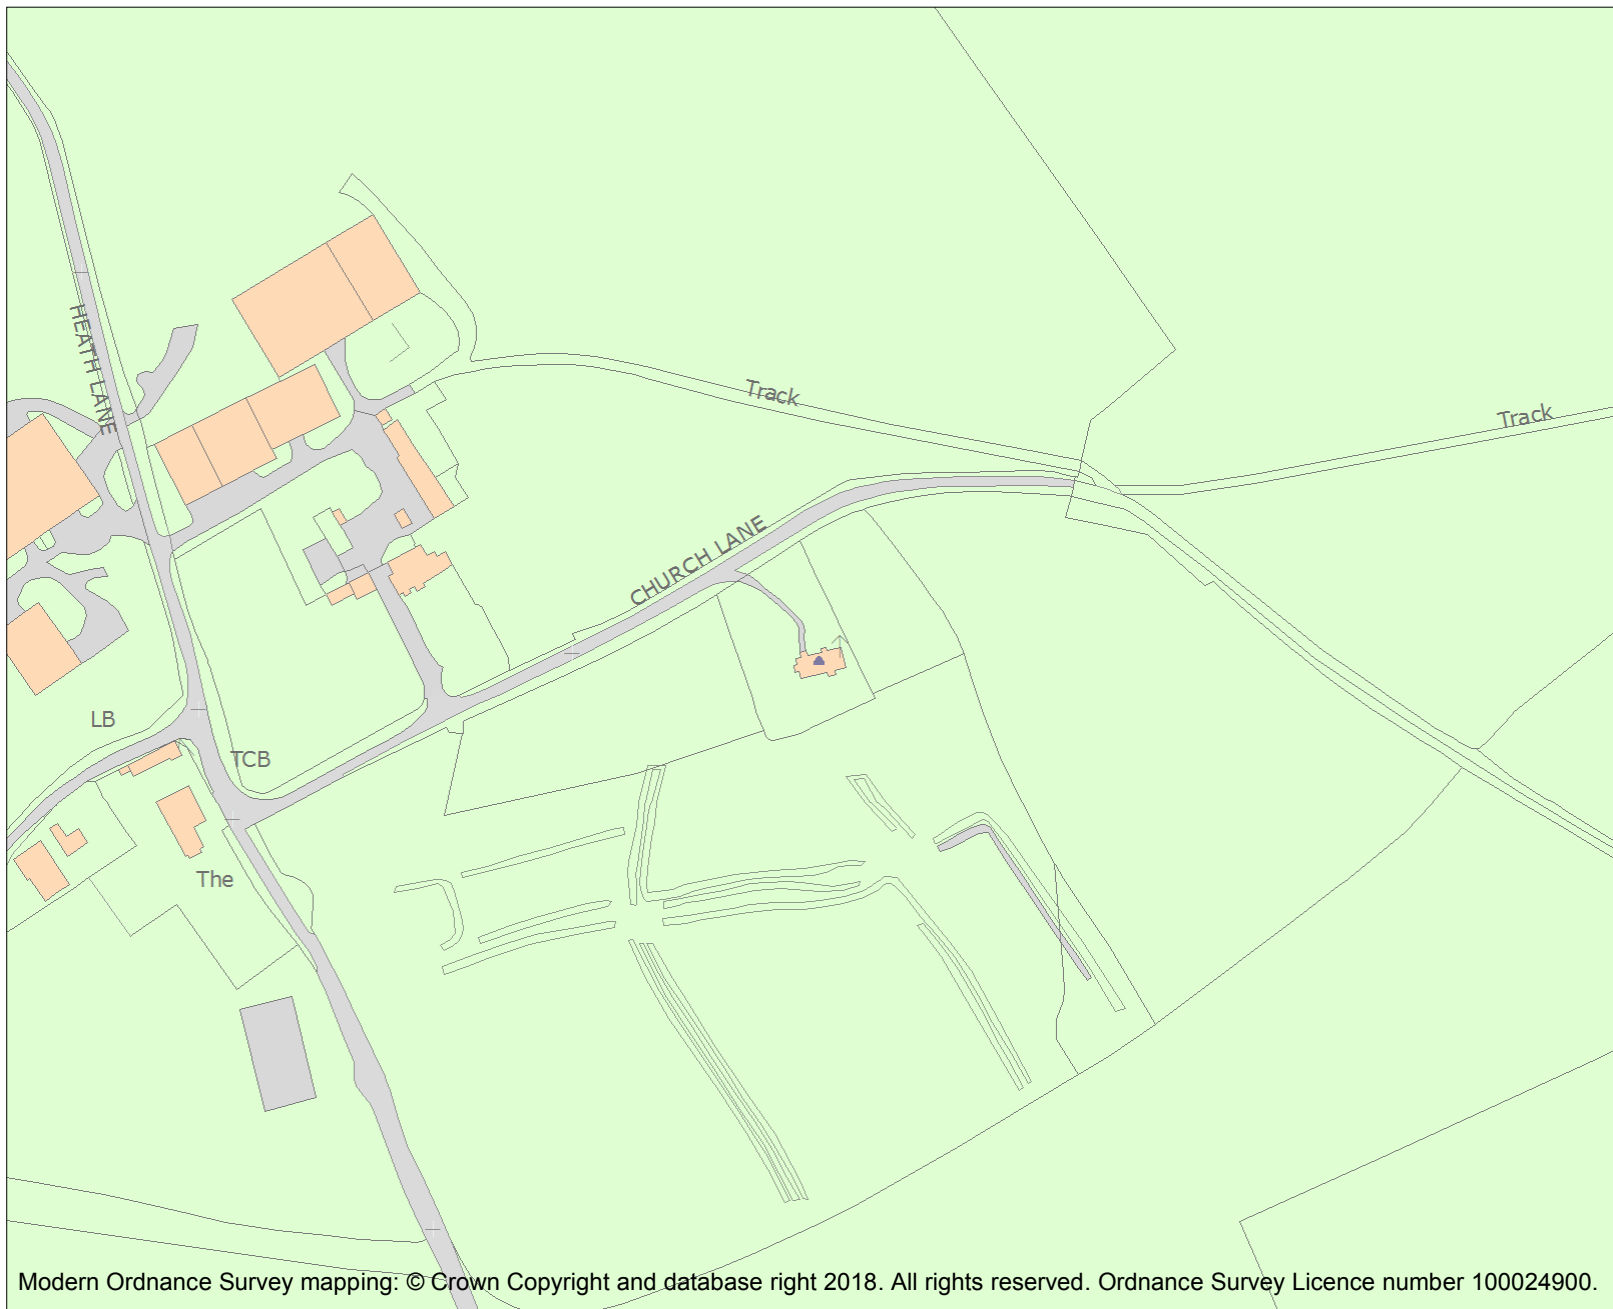 HEATH LANE
Track
Track
CHURCH LANE
LB
TCB
The
Modern Ordnance Survey mapping: © Crown Copyright and database right 2018. All rights reserved. Ordnance Survey Licence number 100024900.